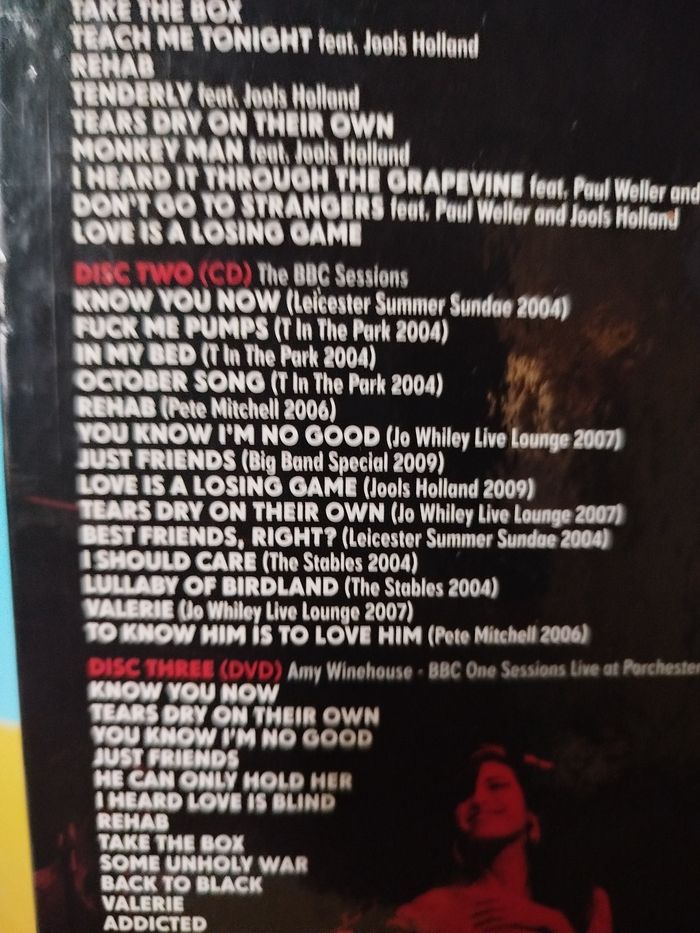 TAKE THE BOX
TEACH ME TONIGHT feat. Jools Holland
REHAB
TENDERLY feat. Jools Holland
TEARS DRY ON THEIR OWN
MONKEY MAN feat. Jools Holland
I HEARD IT THROUGH THE GRAPEVINE feat. Paul Weller and
DON'T GO TO STRANGERS feat. Paul Weller and Jools Holland
LOVE IS A LOSING GAME
DISC TWO (CD) The BBC Sessions
KNOW YOU NOW (Leicester Summer Sundae 2004)
FUCK ME PUMPS (T In The Park 2004)
IN MY BED (T In The Park 2004)
OCTOBER SONG (T In The Park 2004)
REHAB (Pete Mitchell 2006)
YOU KNOW I'M NO GOOD (Jo Whiley Live Lounge 2007)
JUST FRIENDS (Big Band Special 2009)
LOVE IS A LOSING GAME (Jools Holland 2009)
TEARS DRY ON THEIR OWN (Jo Whiley Live Lounge 2007)
BEST FRIENDS, RIGHT? (Leicester Summer Sundae 2004)
I SHOULD CARE (The Stables 2004)
LULLABY OF BIRDLAND (The Stables 2004)
VALERIE (Jo Whiley Live Lounge 2007)
TO KNOW HIM IS TO LOVE HIM (Pete Mitchell 2006)
DISC THREE (DVD) Amy Winehouse - BBC One Sessions Live at Porchester
KNOW YOU NOW
TEARS DRY ON THEIR OWN
YOU KNOW I'M NO GOOD
JUST FRIENDS
HE CAN ONLY HOLD HER
I HEARD LOVE IS BLIND
REHAB
TAKE THE BOX
SOME UNHOLY WAR
BACK TO BLACK
VALERIE
ADDICTED